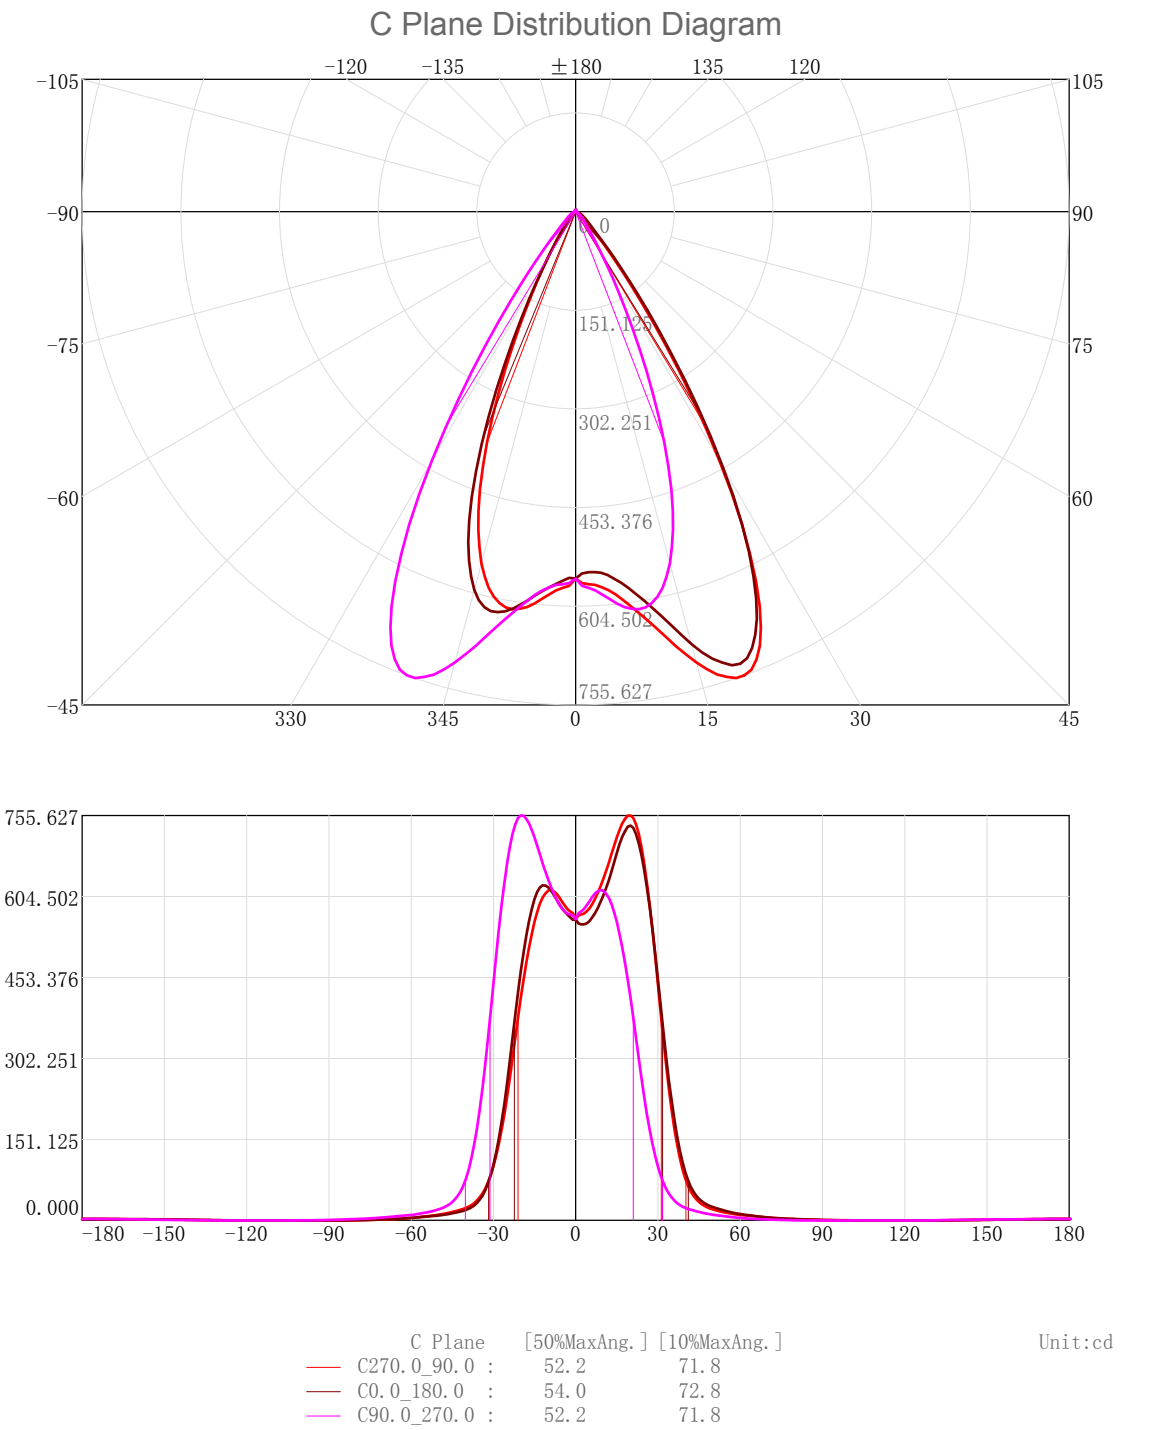 C Plane Distribution Diagram
-120 -135 ±180 135 120
-105 105
-90 90
0.0
151.125
-75 75
302.251
-60 60
453.376
604.502
755.627
-45 330 345 0 15 30 45
755.627
604.502
453.376
302.251
151.125
0.000
-180 -150 -120 -90 -60 -30 0 30 60 90 120 150 180
C Plane [50%MaxAng.] [10%MaxAng.] Unit:cd
C270.0_90.0 : 52.2 71.8
C0.0_180.0 : 54.0 72.8
C90.0_270.0 : 52.2 71.8